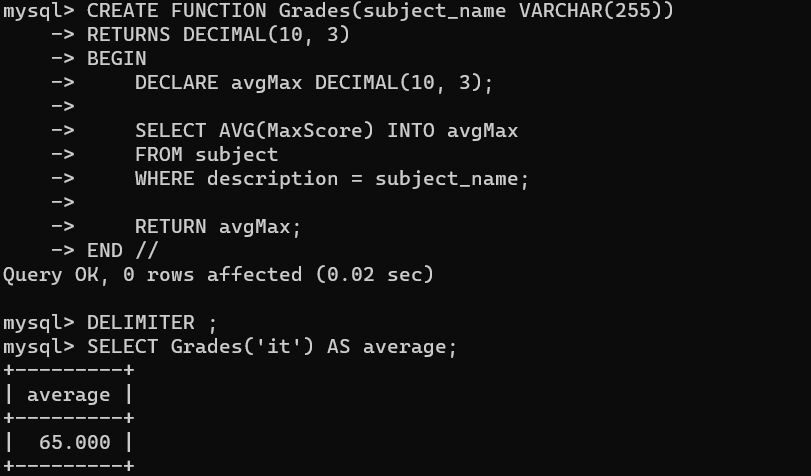 mysql> CREATE FUNCTION Grades(subject_name VARCHAR(255))
    -> RETURNS DECIMAL(10, 3)
    -> BEGIN
    ->     DECLARE avgMax DECIMAL(10, 3);
    ->
    ->     SELECT AVG(MaxScore) INTO avgMax
    ->     FROM subject
    ->     WHERE description = subject_name;
    ->
    ->     RETURN avgMax;
    -> END //
Query OK, 0 rows affected (0.02 sec)

mysql> DELIMITER ;
mysql> SELECT Grades('it') AS average;
+---------+
| average |
+---------+
|  65.000 |
+---------+